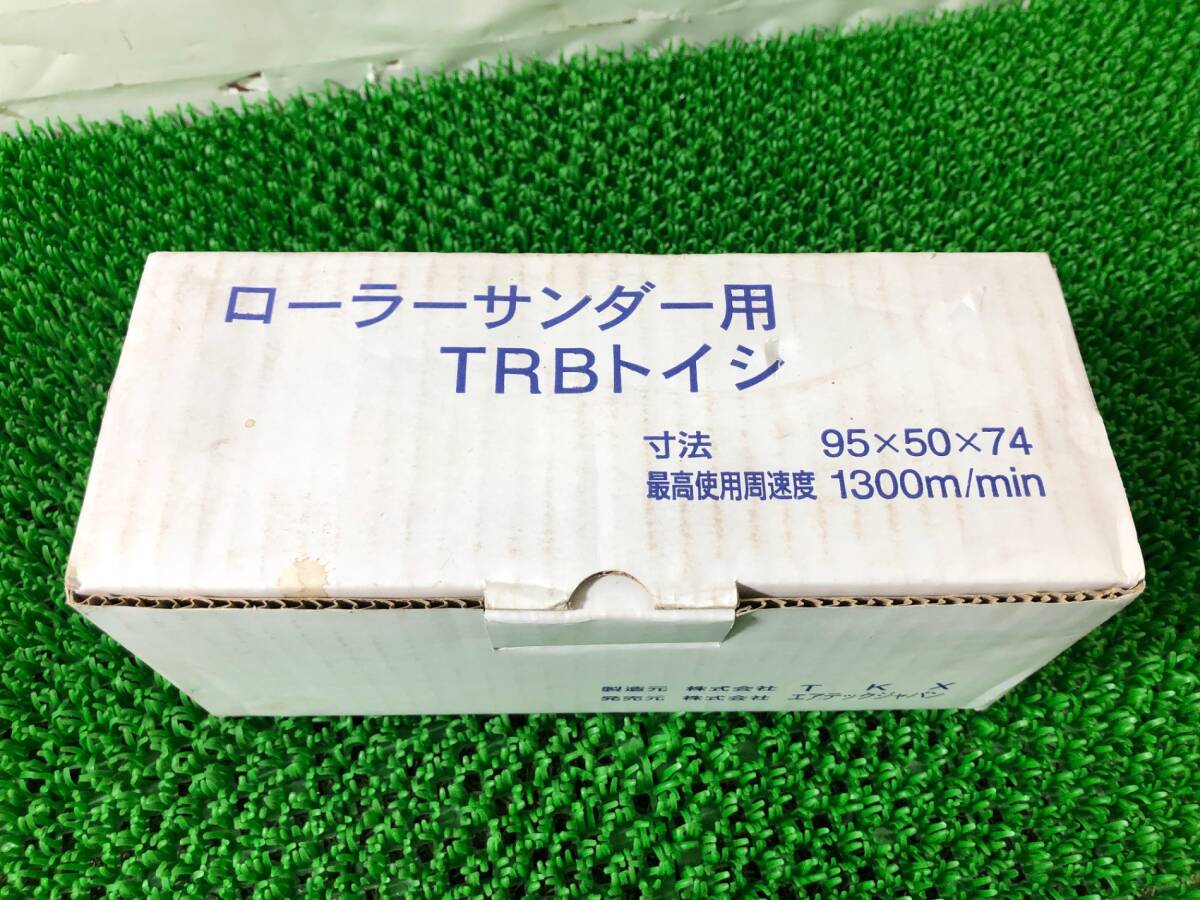 ローラーサンダー用
TRBトイシ
寸法 95×50×74
最高使用周速度 1300m/min
製造元 株式会社 TKX
発売元 株式会社 エアテックジャパン